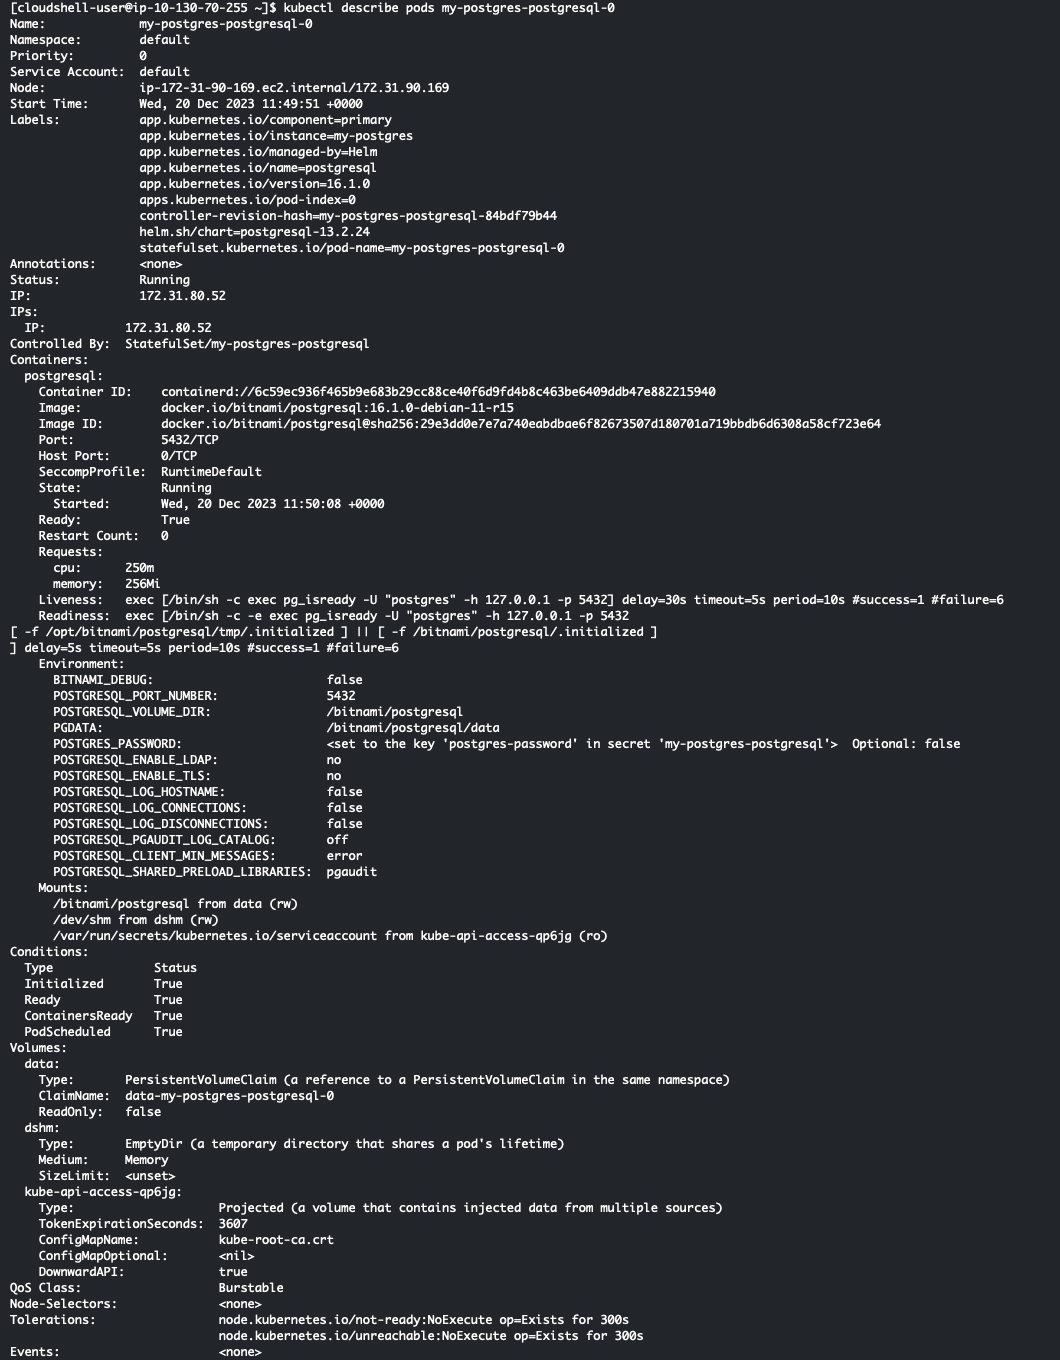 [cloudshell-user@ip-10-130-70-255 ~]$ kubectl describe pods my-postgres-postgresql-0
Name:             my-postgres-postgresql-0
Namespace:        default
Priority:         0
Service Account:  default
Node:             ip-172-31-90-169.ec2.internal/172.31.90.169
Start Time:       Wed, 20 Dec 2023 11:49:51 +0000
Labels:           app.kubernetes.io/component=primary
                  app.kubernetes.io/instance=my-postgres
                  app.kubernetes.io/managed-by=Helm
                  app.kubernetes.io/name=postgresql
                  app.kubernetes.io/version=16.1.0
                  apps.kubernetes.io/pod-index=0
                  controller-revision-hash=my-postgres-postgresql-84bdf79b44
                  helm.sh/chart=postgresql-13.2.24
                  statefulset.kubernetes.io/pod-name=my-postgres-postgresql-0
Annotations:      <none>
Status:           Running
IP:               172.31.80.52
IPs:
  IP:           172.31.80.52
Controlled By:  StatefulSet/my-postgres-postgresql
Containers:
  postgresql:
    Container ID:    containerd://6c59ec936f465b9e683b29cc88ce40f6d9fd4b8c463be6409ddb47e882215940
    Image:           docker.io/bitnami/postgresql:16.1.0-debian-11-r15
    Image ID:        docker.io/bitnami/postgresql@sha256:29e3dd0e7e7a740eabdbae6f82673507d180701a719bbdb6d6308a58cf723e64
    Port:            5432/TCP
    Host Port:       0/TCP
    SeccompProfile:  RuntimeDefault
    State:           Running
      Started:       Wed, 20 Dec 2023 11:50:08 +0000
    Ready:           True
    Restart Count:   0
    Requests:
      cpu:      250m
      memory:   256Mi
    Liveness:   exec [/bin/sh -c exec pg_isready -U "postgres" -h 127.0.0.1 -p 5432] delay=30s timeout=5s period=10s #success=1 #failure=6
    Readiness:  exec [/bin/sh -c -e exec pg_isready -U "postgres" -h 127.0.0.1 -p 5432
[ -f /opt/bitnami/postgresql/tmp/.initialized ] || [ -f /bitnami/postgresql/.initialized ]
] delay=5s timeout=5s period=10s #success=1 #failure=6
    Environment:
      BITNAMI_DEBUG:                        false
      POSTGRESQL_PORT_NUMBER:               5432
      POSTGRESQL_VOLUME_DIR:                /bitnami/postgresql
      PGDATA:                               /bitnami/postgresql/data
      POSTGRES_PASSWORD:                    <set to the key 'postgres-password' in secret 'my-postgres-postgresql'>  Optional: false
      POSTGRESQL_ENABLE_LDAP:               no
      POSTGRESQL_ENABLE_TLS:                no
      POSTGRESQL_LOG_HOSTNAME:              false
      POSTGRESQL_LOG_CONNECTIONS:           false
      POSTGRESQL_LOG_DISCONNECTIONS:        false
      POSTGRESQL_PGAUDIT_LOG_CATALOG:       off
      POSTGRESQL_CLIENT_MIN_MESSAGES:       error
      POSTGRESQL_SHARED_PRELOAD_LIBRARIES:  pgaudit
    Mounts:
      /bitnami/postgresql from data (rw)
      /dev/shm from dshm (rw)
      /var/run/secrets/kubernetes.io/serviceaccount from kube-api-access-qp6jg (ro)
Conditions:
  Type              Status
  Initialized       True
  Ready             True
  ContainersReady   True
  PodScheduled      True
Volumes:
  data:
    Type:       PersistentVolumeClaim (a reference to a PersistentVolumeClaim in the same namespace)
    ClaimName:  data-my-postgres-postgresql-0
    ReadOnly:   false
  dshm:
    Type:       EmptyDir (a temporary directory that shares a pod's lifetime)
    Medium:     Memory
    SizeLimit:  <unset>
  kube-api-access-qp6jg:
    Type:                    Projected (a volume that contains injected data from multiple sources)
    TokenExpirationSeconds:  3607
    ConfigMapName:           kube-root-ca.crt
    ConfigMapOptional:       <nil>
    DownwardAPI:             true
QoS Class:                   Burstable
Node-Selectors:              <none>
Tolerations:                 node.kubernetes.io/not-ready:NoExecute op=Exists for 300s
                             node.kubernetes.io/unreachable:NoExecute op=Exists for 300s
Events:                      <none>